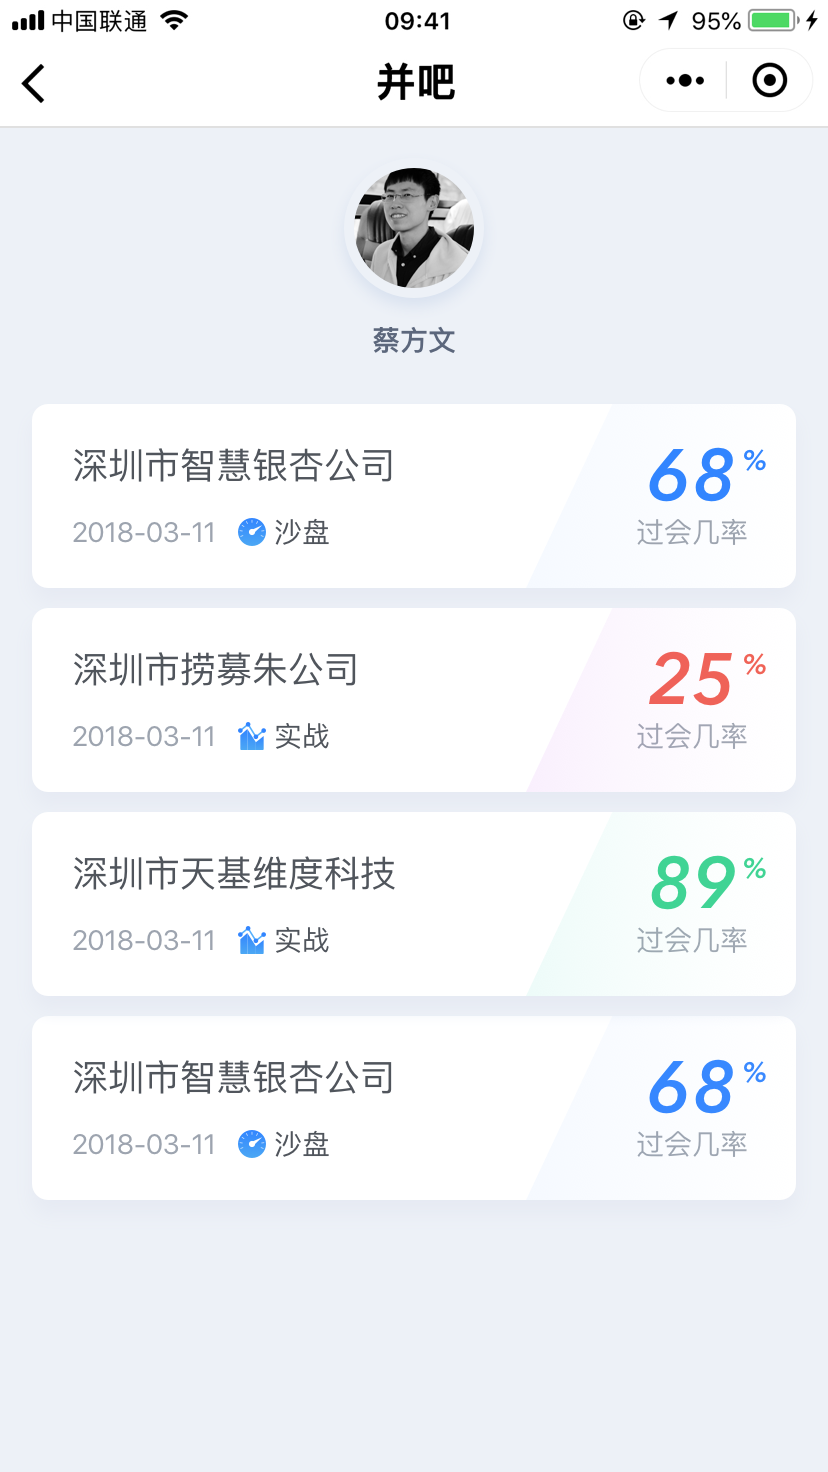 中国联通 09:41 95%
并吧
蔡方文
深圳市智慧银杏公司
68%
2018-03-11 沙盘
过会几率
深圳市捞募朱公司
25%
2018-03-11 实战
过会几率
深圳市天基维度科技
89%
2018-03-11 实战
过会几率
深圳市智慧银杏公司
68%
2018-03-11 沙盘
过会几率